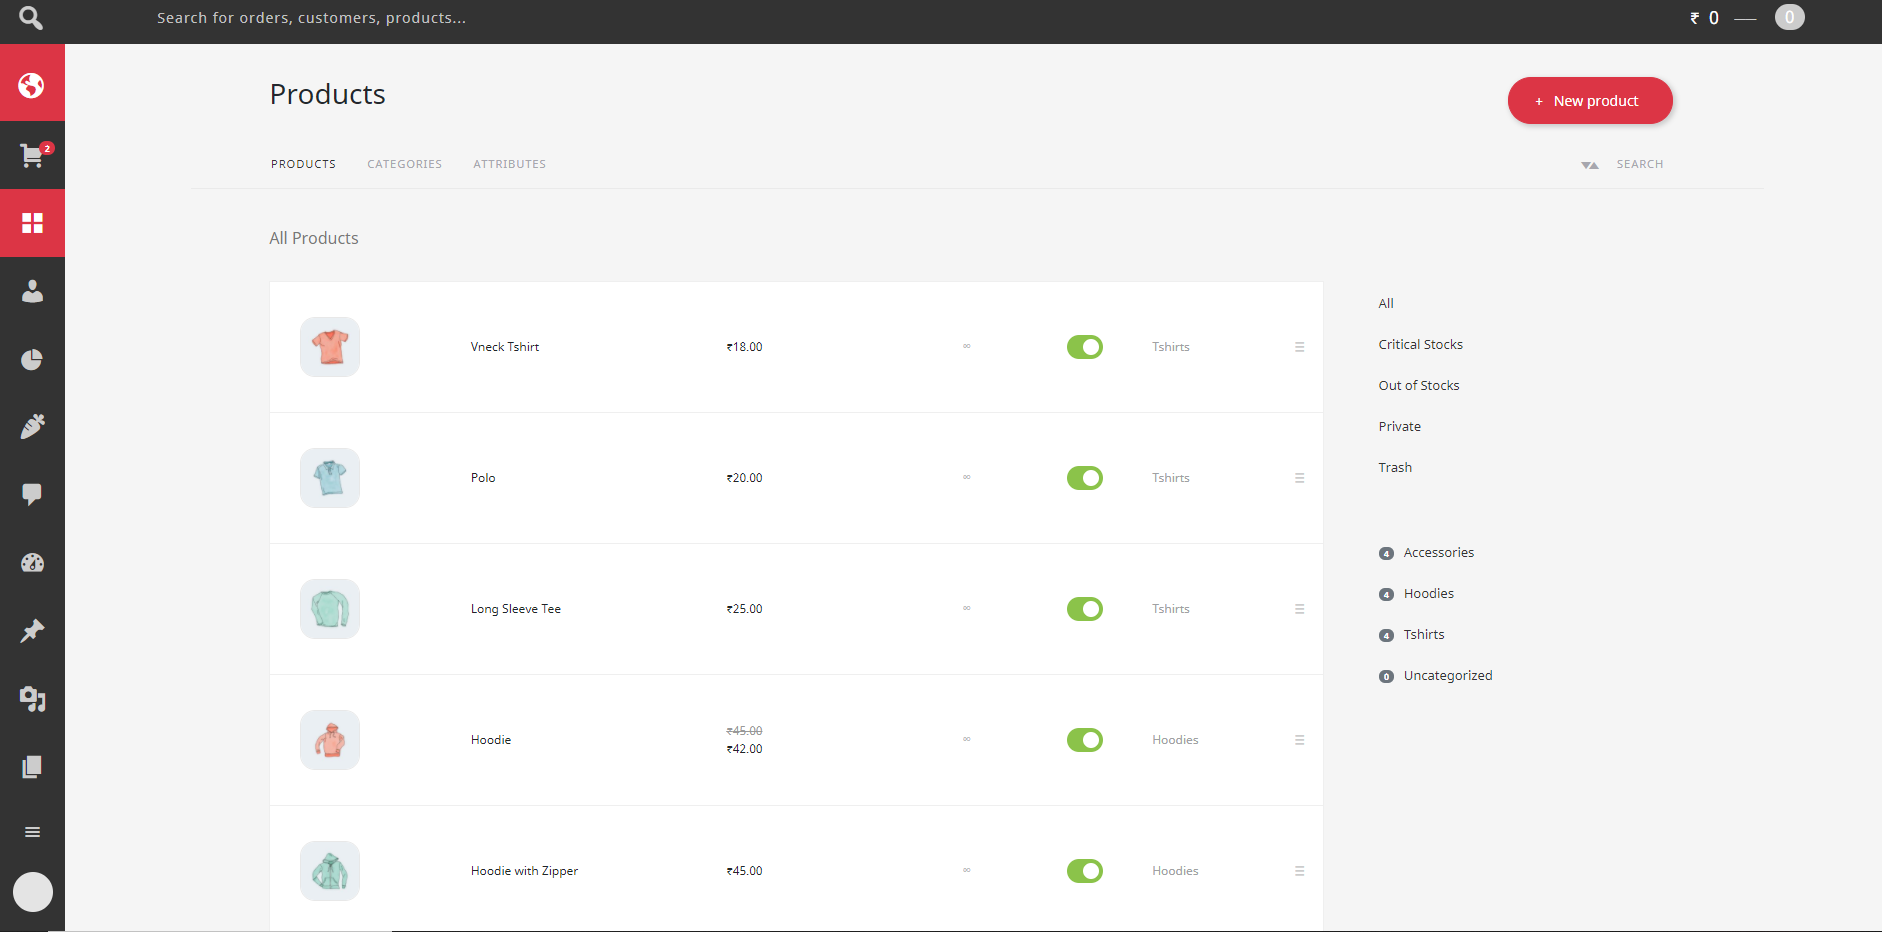 Search for orders, customers, products...
₹ 0 — 0
Products
+ New product
2
PRODUCTS CATEGORIES ATTRIBUTES
SEARCH
All Products
Vneck Tshirt ₹18.00 ∞ Tshirts
Polo ₹20.00 ∞ Tshirts
Long Sleeve Tee ₹25.00 ∞ Tshirts
₹45.00
Hoodie ₹42.00 ∞ Hoodies
Hoodie with Zipper ₹45.00 ∞ Hoodies
All
Critical Stocks
Out of Stocks
Private
Trash
4 Accessories
4 Hoodies
4 Tshirts
0 Uncategorized